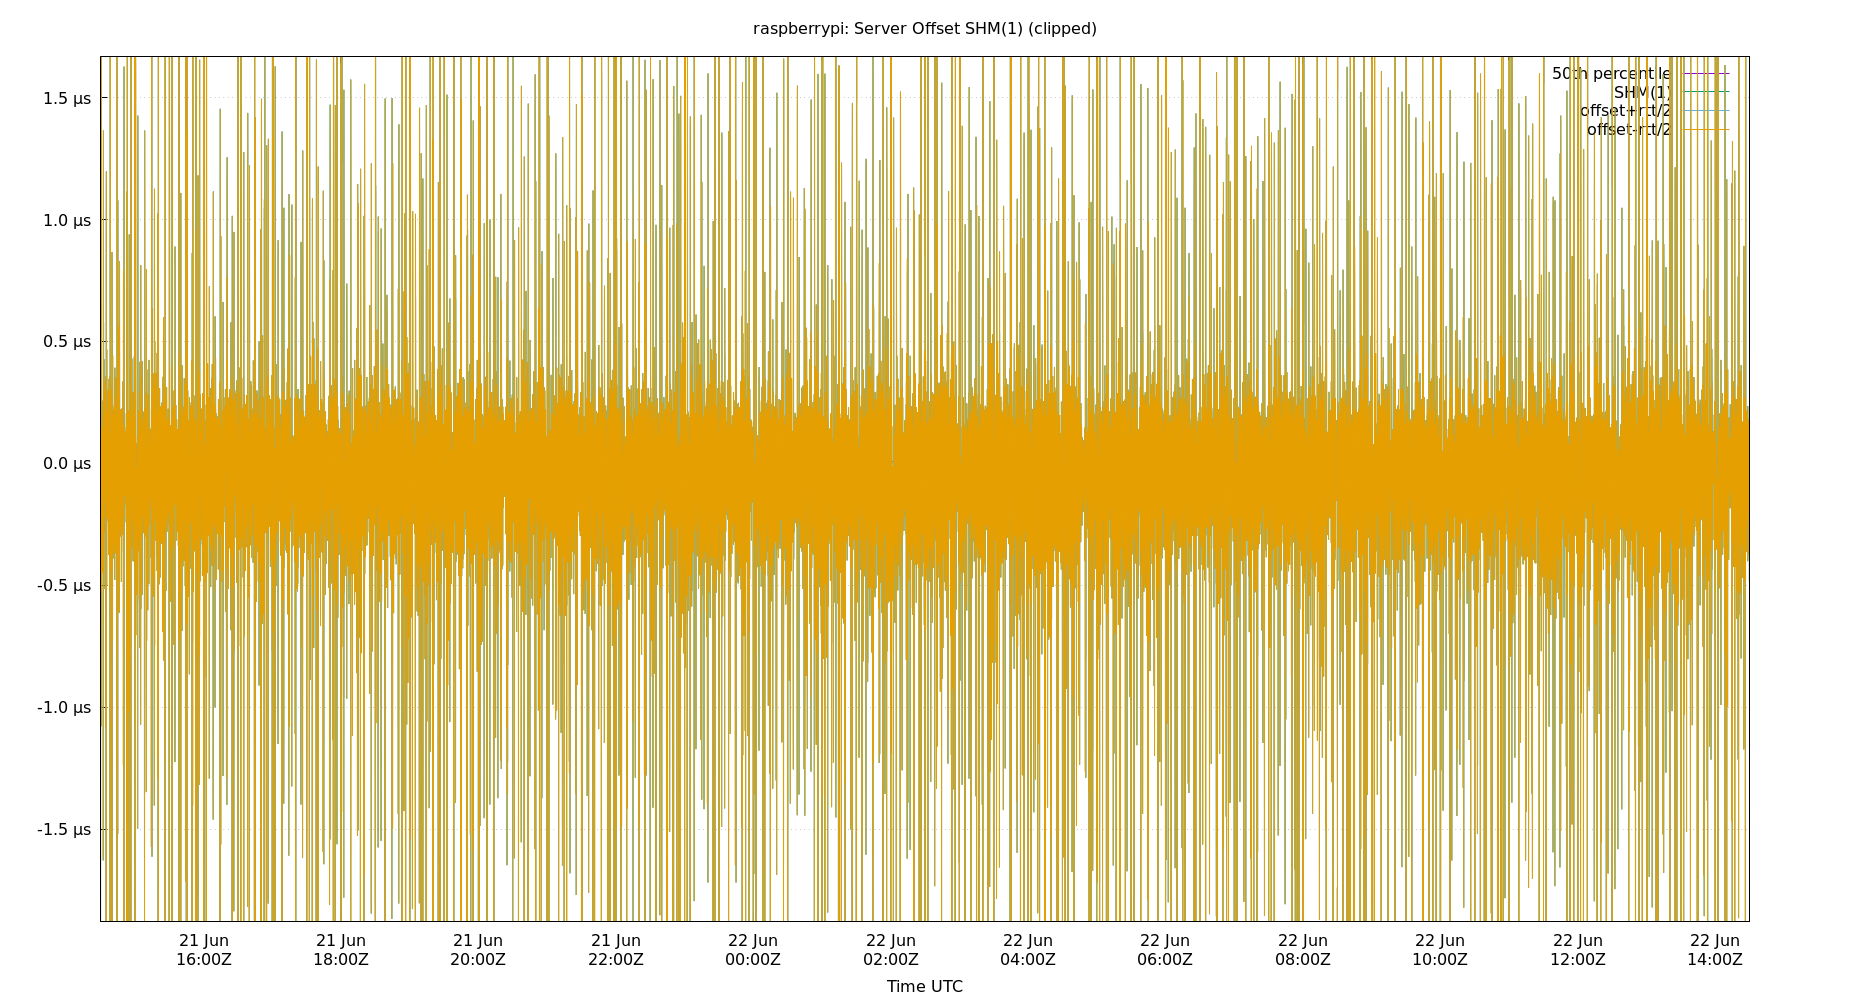 raspberrypi: Server Offset SHM(1) (clipped)
50th percentile
SHM(1)
offset+rtt/2
offset-rtt/2
1.5 µs
1.0 µs
0.5 µs
0.0 µs
-0.5 µs
-1.0 µs
-1.5 µs
21 Jun 21 Jun 21 Jun 21 Jun 22 Jun 22 Jun 22 Jun 22 Jun 22 Jun 22 Jun 22 Jun 22 Jun
16:00Z 18:00Z 20:00Z 22:00Z 00:00Z 02:00Z 04:00Z 06:00Z 08:00Z 10:00Z 12:00Z 14:00Z
Time UTC